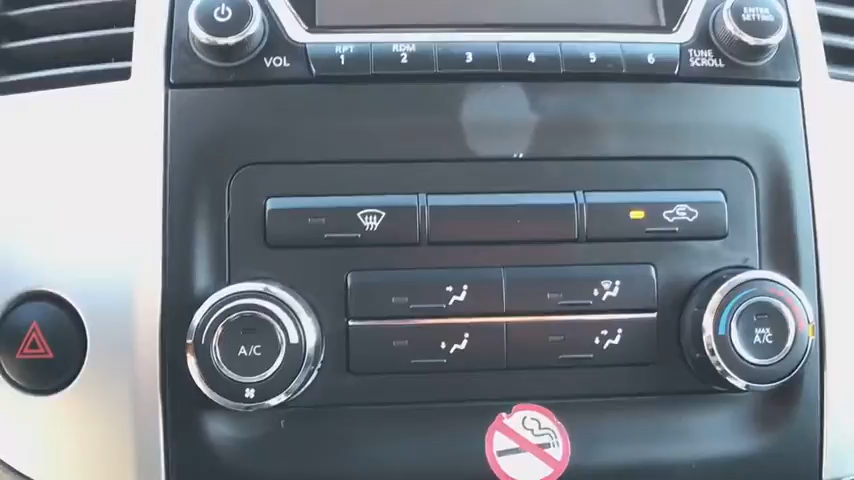 ENTER
SETTING
VOL
RPT
1
RDM
2
3
4
5
6
TUNE
SCROLL
A/C
MAX
A/C